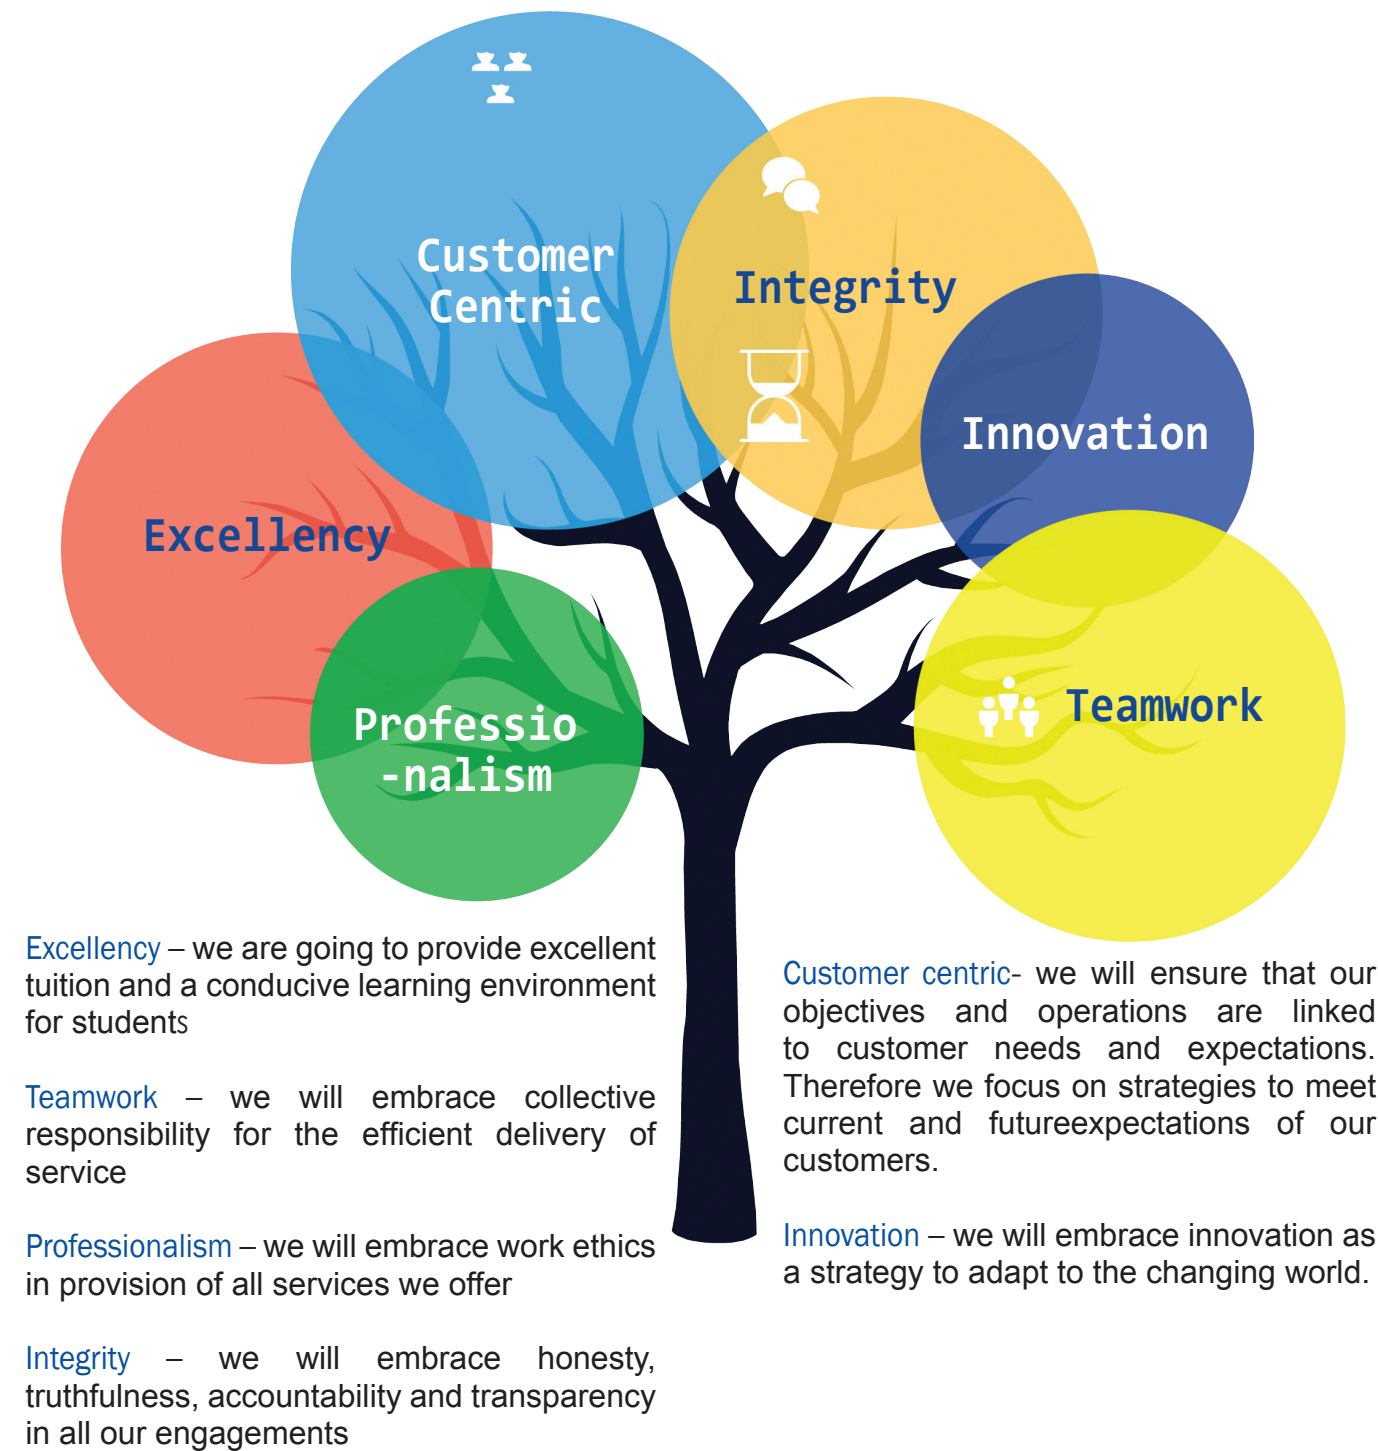 Customer
Centric
Integrity
Innovation
Excellency
Teamwork
Professio
-nalism
Excellency – we are going to provide excellent
tuition and a conducive learning environment
for students
Teamwork – we will embrace collective
responsibility for the efficient delivery of
service
Professionalism – we will embrace work ethics
in provision of all services we offer
Integrity – we will embrace honesty,
truthfulness, accountability and transparency
in all our engagements
Customer centric- we will ensure that our
objectives and operations are linked
to customer needs and expectations.
Therefore we focus on strategies to meet
current and futureexpectations of our
customers.
Innovation – we will embrace innovation as
a strategy to adapt to the changing world.